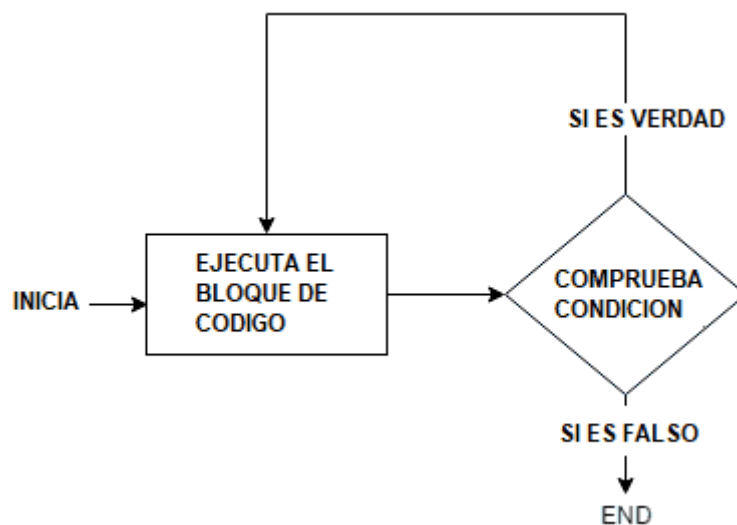 SI ES VERDAD
INICIA
EJECUTA EL
BLOQUE DE
CODIGO
COMPRUEBA
CONDICION
SI ES FALSO
END